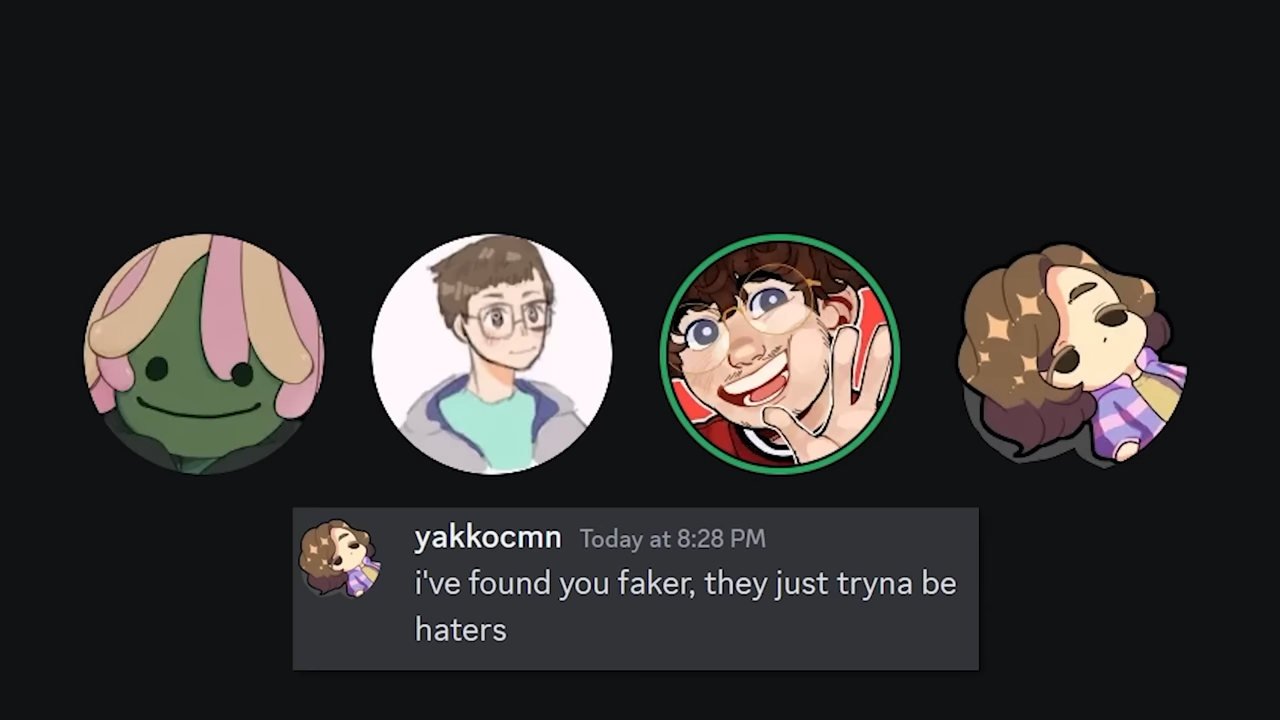 yakkocmn Today at 8:28 PM
i've found you faker, they just tryna be
haters